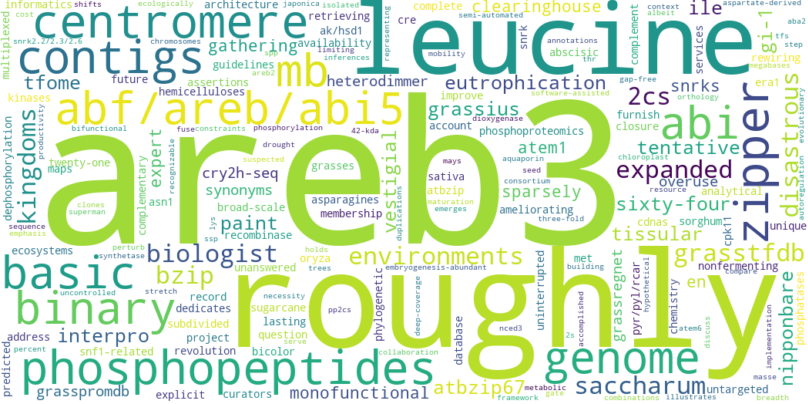 informatics shifts ecologically japonica isolated
cost architecture
centromere ak/hsd1 retrieving
multiplexed
leucine
complete clearinghouse ile
semi-automated cre
context aspartate-derived
albeit aba2
tfs
thr step
contigs gathering availability
snrk2.2/2.3/2.6 chromosomes limiting
mobility snrk
representing
complement gi-1 services
rewiring
tfome assertions guidelines
mb heterodimmer eutrophication
inferences areb2 spp
annotations gap-free megabases
era1
future hemicelluloses
improve snrks
orthology
kinases bifunctional fuse constraints
abf/areb/abi5
grassius
software-assisted
2cs
furnish
closure
zipper
disastrous
evolutionary
autoregulation
kingdoms
productivity
dephosphorylation
phosphorylation 42-kda dioxygenase
account phosphoproteomics
abi
drought
twenty-one expert
complementary
recognizable
areb3
vestigial
duplications
atem1 tentative
maps grasses mays aquaporin
seed
expanded
chloroplast
asn1 cry2h-seq sativa
suspected consortium
overuse analytical
clones synonyms asparagines atbzip
maturation
sparsely
superman broad-scale membership emerges
three-fold
sixty-four
cdnas sorghum unique
sequence paint recombinase ameliorating
emphasis
cpk11
tissular
ecosystems
perturb
lys
ssp
biologist
unanswered
environments
met
grassregnet
pyr/pyl/rcar
hypothetical
grasstfdb
basic bzip
synthetase
holds embryogenesis-abundant
building
en
nonfermenting
compare
uncontrolled necessity trees oryza
uninterrupted
accomplished
chemistry
stretch record lasting
pp2cs
phylogenetic
deep-coverage
roughly
database
2s
binary dedicates sugarcane
question
serve
nced3
atem6
discuss
implementation
phosphatase
nipponbare
address subdivided project
interpro revolution bicolor
percent snf1-related collaboration
predicted
phosphopeptides
genome
masse
grasspromdb explicit curators
monofunctional
atbzip67
metabolic
gate
framework
saccharum
untargeted
combinations illustrates breadth
resource
abscisic